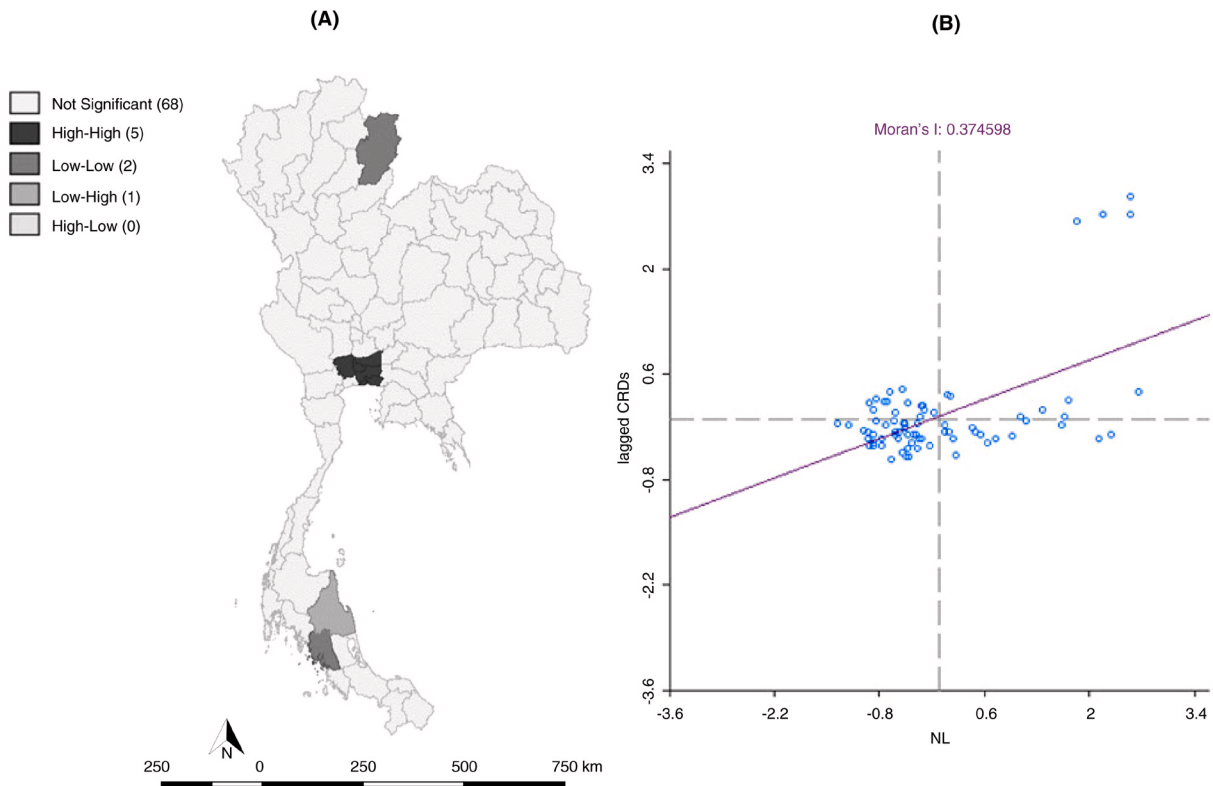 (A)
Not Significant (68)
High-High (5)
Low-Low (2)
Low-High (1)
High-Low (0)
N
250 0 250 500 750 km
(B)
Moran's I: 0.374598
lagged CRDs
3.4
2
0.6
-0.8
-2.2
-3.6
-3.6 -2.2 -0.8 0.6 2 3.4
NL